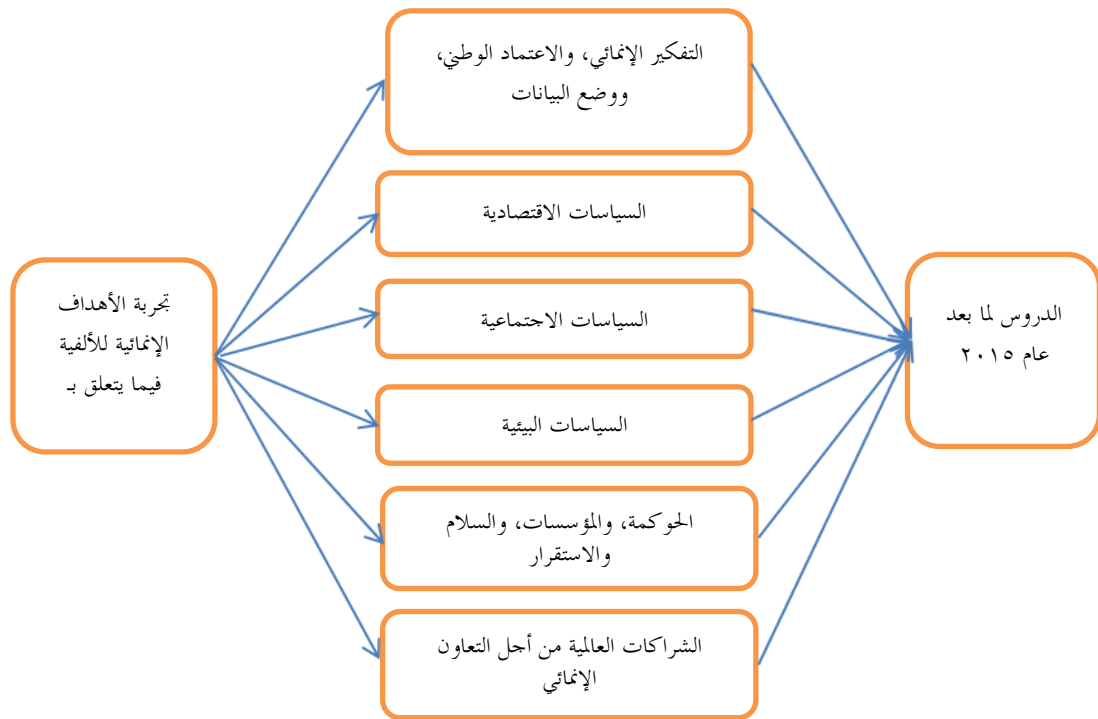 تجربة الأهداف
الإنمائية للألفية
فيما يتعلق بـ
التفكير الإنمائي، والاعتماد الوطني،
ووضع البيانات
السياسات الاقتصادية
السياسات الاجتماعية
السياسات البيئية
الحوكمة، والمؤسسات، والسلام
والاستقرار
الشراكات العالمية من أجل التعاون
الإنمائي
الدروس لما بعد
عام ٢٠١٥